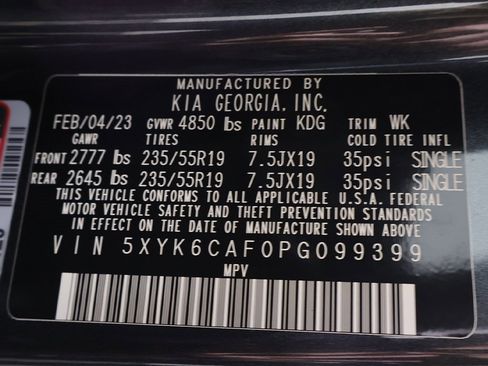 MANUFACTURED BY
KIA GEORGIA, INC.
FEB/04/23 GVWR 4850 lbs PAINT KDG TRIM WK
GAWR TIRES RIMS COLD TIRE INFL
FRONT 2777 lbs 235/55R19 7.5JX19 35psi SINGLE
REAR 2645 lbs 235/55R19 7.5JX19 35psi SINGLE
THIS VEHICLE CONFORMS TO ALL APPLICABLE U.S.A. FEDERAL
MOTOR VEHICLE SAFETY AND THEFT PREVENTION STANDARDS
IN EFFECT ON THE DATE OF MANUFACTURE SHOWN ABOVE.
VIN 5XYK6CAF0PG099399
MPV